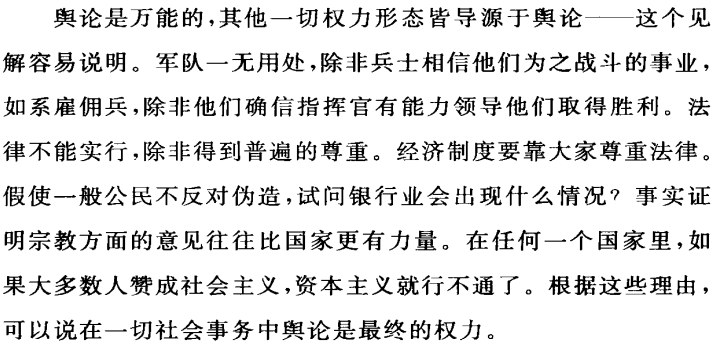 舆论是万能的,其他一切权力形态皆导源于舆论——这个见
解容易说明。军队一无用处,除非兵士相信他们为之战斗的事业,
如系雇佣兵,除非他们确信指挥官有能力领导他们取得胜利。法
律不能实行,除非得到普遍的尊重。经济制度要靠大家尊重法律。
假使一般公民不反对伪造,试问银行业会出现什么情况？事实证
明宗教方面的意见往往比国家更有力量。在任何一个国家里,如
果大多数人赞成社会主义,资本主义就行不通了。根据这些理由,
可以说在一切社会事务中舆论是最终的权力。